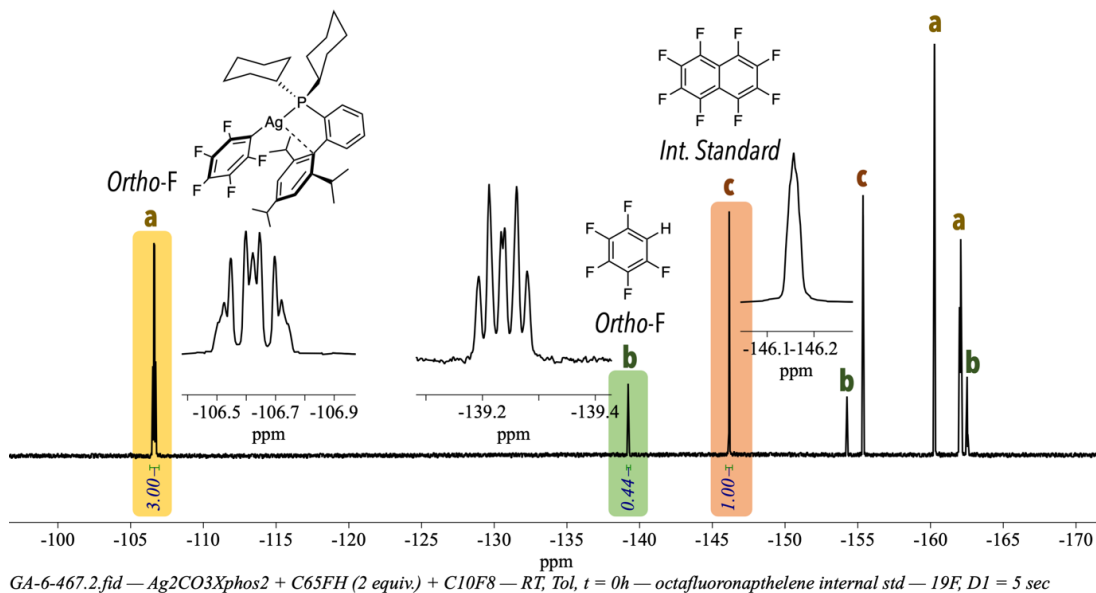 a
F F F F
F F F F
P
Ag
F
F
F
F
F
Int. Standard
Ortho-F
c
c
a
a
F
F H
F
F F
F
-146.1 -146.2
ppm
Ortho-F
b
b
b
-106.5 -106.7 -106.9
ppm
-139.2 -139.4
ppm
3.00
0.44
1.00
-100 -105 -110 -115 -120 -125 -130 -135 -140 -145 -150 -155 -160 -165 -170
ppm
GA-6-467.2.fid — Ag2CO3Xphos2 + C65FH (2 equiv.) + C10F8 — RT, Tol, t = 0h — octafluoronapthelene internal std — 19F, D1 = 5 sec